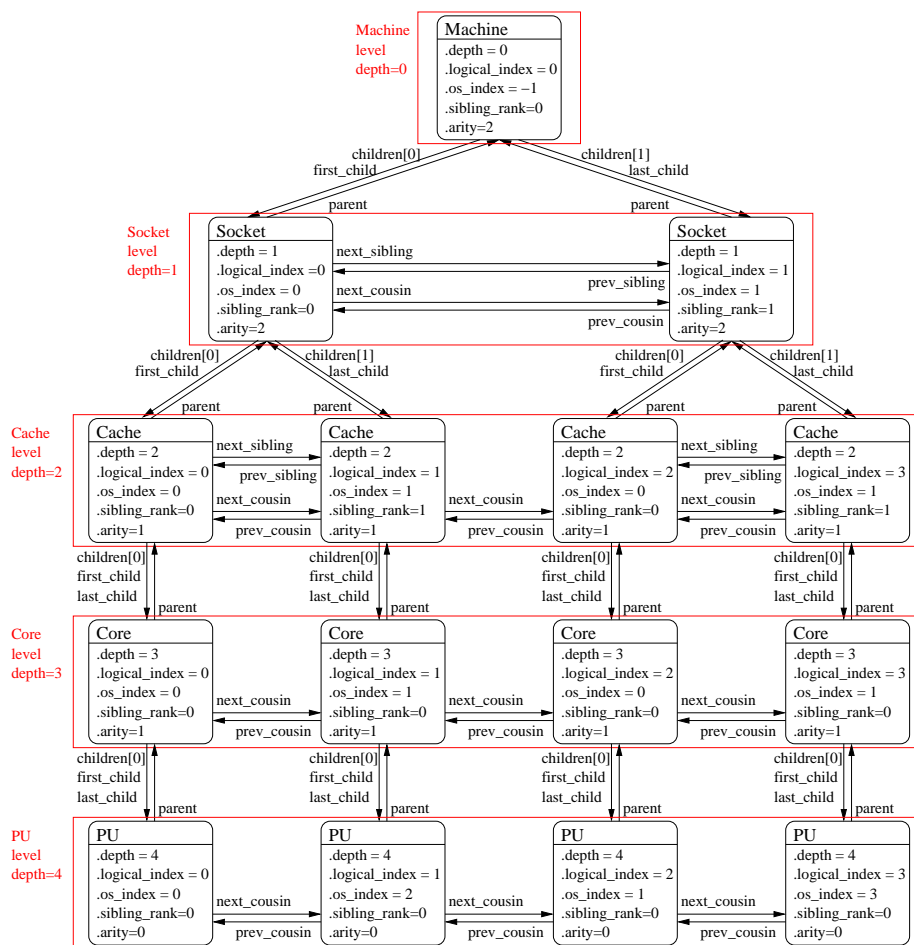 Machine
level
depth=0
Machine
.depth = 0
.logical_index = 0
.os_index = −1
.sibling_rank=0
.arity=2
children[0]
first_child
parent
children[1]
last_child
parent
Socket
level
depth=1
Socket
.depth = 1
.logical_index =0
.os_index = 0
.sibling_rank=0
.arity=2
next_sibling
prev_sibling
next_cousin
prev_cousin
Socket
.depth = 1
.logical_index = 1
.os_index = 1
.sibling_rank=1
.arity=2
children[0]
first_child
parent
children[1]
last_child
parent
children[0]
first_child
parent
children[1]
last_child
parent
Cache
level
depth=2
Cache
.depth = 2
.logical_index = 0
.os_index = 0
.sibling_rank=0
.arity=1
next_sibling
prev_sibling
next_cousin
prev_cousin
Cache
.depth = 2
.logical_index = 1
.os_index = 1
.sibling_rank=1
.arity=1
next_cousin
prev_cousin
Cache
.depth = 2
.logical_index = 2
.os_index = 0
.sibling_rank=0
.arity=1
next_sibling
prev_sibling
next_cousin
prev_cousin
Cache
.depth = 2
.logical_index = 3
.os_index = 1
.sibling_rank=1
.arity=1
children[0]
first_child
last_child
parent
children[0]
first_child
last_child
parent
children[0]
first_child
last_child
parent
children[0]
first_child
last_child
parent
Core
level
depth=3
Core
.depth = 3
.logical_index = 0
.os_index = 0
.sibling_rank=0
.arity=1
next_cousin
prev_cousin
Core
.depth = 3
.logical_index = 1
.os_index = 1
.sibling_rank=0
.arity=1
next_cousin
prev_cousin
Core
.depth = 3
.logical_index = 2
.os_index = 0
.sibling_rank=0
.arity=1
next_cousin
prev_cousin
Core
.depth = 3
.logical_index = 3
.os_index = 1
.sibling_rank=0
.arity=1
children[0]
first_child
last_child
parent
children[0]
first_child
last_child
parent
children[0]
first_child
last_child
parent
children[0]
first_child
last_child
parent
PU
level
depth=4
PU
.depth = 4
.logical_index = 0
.os_index = 0
.sibling_rank=0
.arity=0
next_cousin
prev_cousin
PU
.depth = 4
.logical_index = 1
.os_index = 2
.sibling_rank=0
.arity=0
next_cousin
prev_cousin
PU
.depth = 4
.logical_index = 2
.os_index = 1
.sibling_rank=0
.arity=0
next_cousin
prev_cousin
PU
.depth = 4
.logical_index = 3
.os_index = 3
.sibling_rank=0
.arity=0